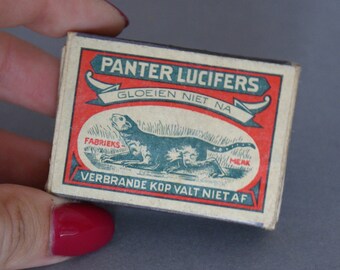 PANTER LUCIFERS
GLOEIEN NIET NA
FABRIEKS MERK
VERBRANDE KOP VALT NIET AF